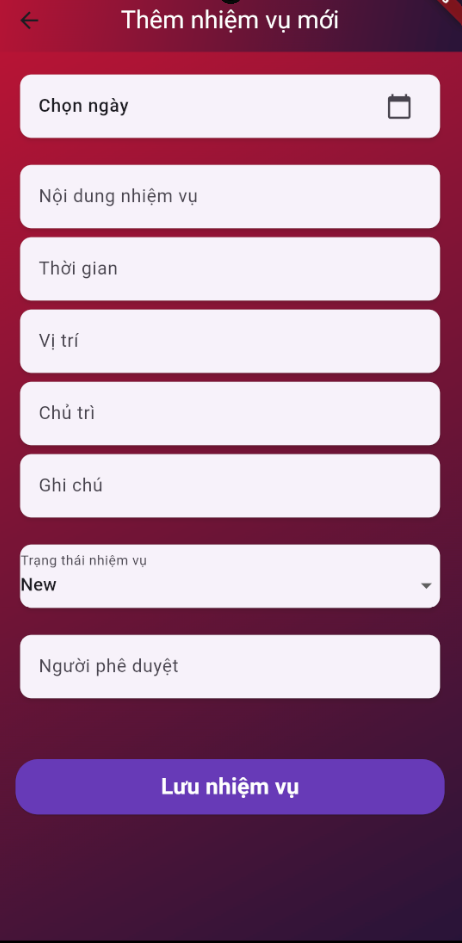 Thêm nhiệm vụ mới
Chọn ngày
Nội dung nhiệm vụ
Thời gian
Vị trí
Chủ trì
Ghi chú
Trạng thái nhiệm vụ
New
Người phê duyệt
Lưu nhiệm vụ